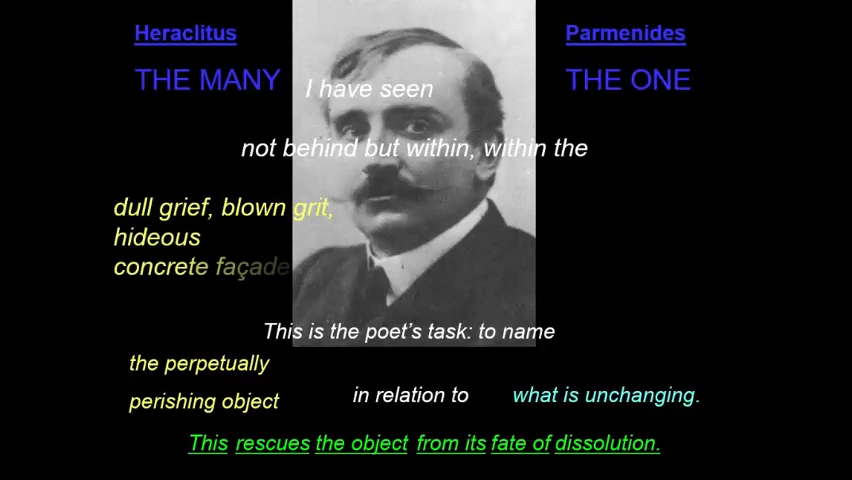 Heraclitus
Parmenides
THE MANY
THE ONE
I have seen
not behind but within, within the
dull grief, blown grit,
hideous
concrete façade
This is the poet’s task: to name
the perpetually
perishing object
in relation to
what is unchanging.
This rescues the object from its fate of dissolution.